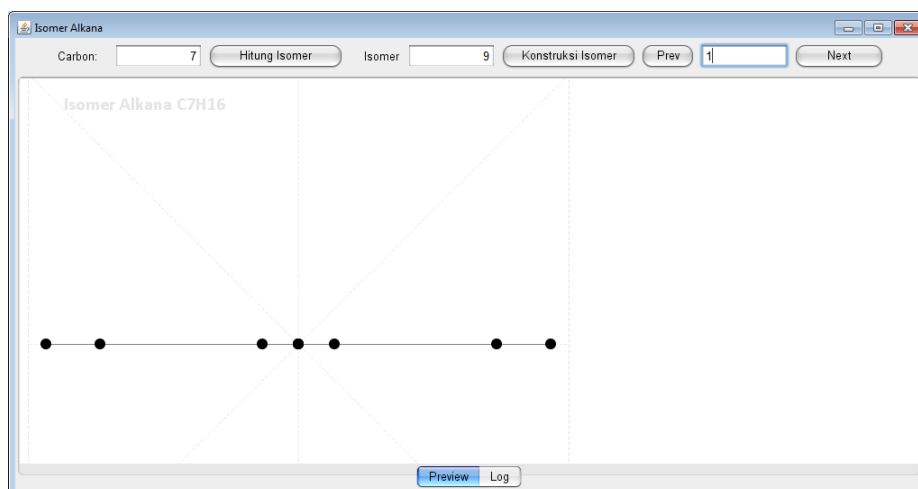 Isomer Alkana
Carbon: 7 Hitung Isomer Isomer 9 Konstruksi Isomer Prev 1 Next
Isomer Alkana C7H16
Preview Log